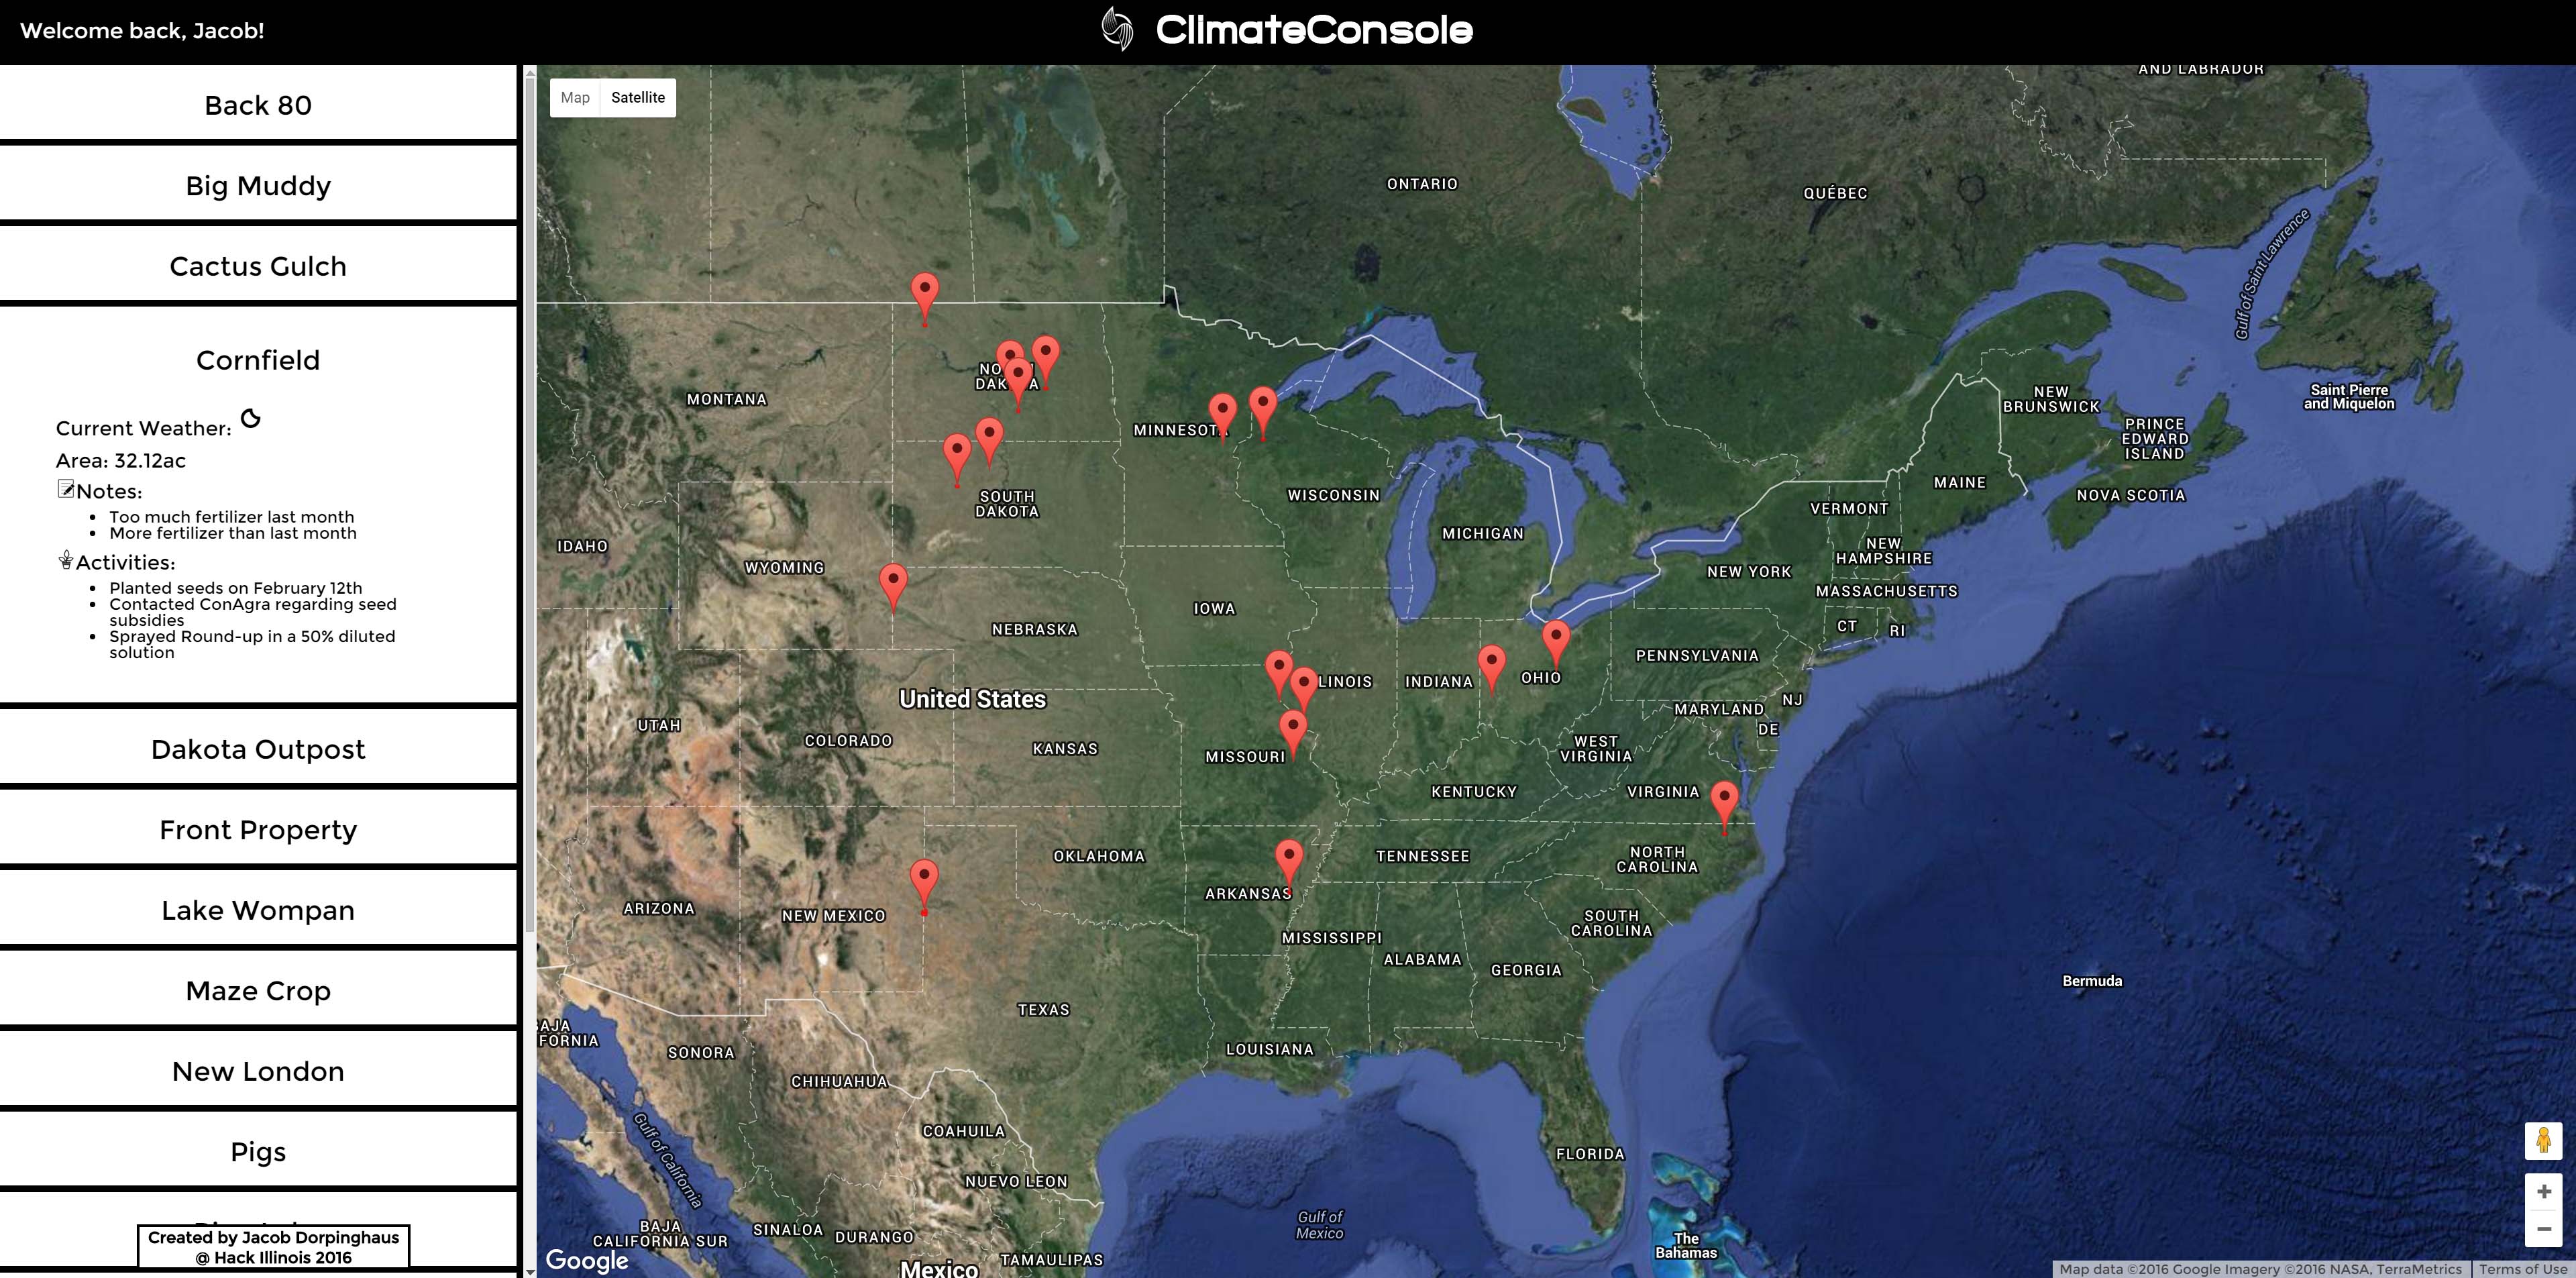 Welcome back, Jacob!
ClimateConsole
Back 80
Big Muddy
Cactus Gulch
Cornfield
Current Weather:
Area: 32.12ac
Notes:
• Too much fertilizer last month
• More fertilizer than last month
Activities:
• Planted seeds on February 12th
• Contacted ConAgra regarding seed
subsidies
• Sprayed Round-up in a 50% diluted
solution
Dakota Outpost
Front Property
Lake Wompan
Maze Crop
New London
Pigs
Created by Jacob Dorpinghaus
@ Hack Illinois 2016
Map Satellite
AND LABRADOR
ONTARIO
QUÉBEC
Gulf of Saint Lawrence
MONTANA
MINNESOTA
NEW
BRUNSWICK
Saint Pierre
and Miquelon
PRINCE
EDWARD
ISLAND
MAINE
NOVA SCOTIA
SOUTH
DAKOTA
WISCONSIN
MICHIGAN
VERMONT
IDAHO
WYOMING
NEW YORK
NEW
HAMPSHIRE
MASSACHUSETTS
IOWA
NEBRASKA
CT
RI
PENNSYLVANIA
United States
LINOIS
INDIANA
OHIO
NJ
MARYLAND
DE
UTAH
COLORADO
KANSAS
MISSOURI
WEST
VIRGINIA
KENTUCKY
VIRGINIA
OKLAHOMA
TENNESSEE
NORTH
CAROLINA
ARKANSAS
ARIZONA
NEW MEXICO
SOUTH
CAROLINA
MISSISSIPPI
ALABAMA
GEORGIA
Bermuda
TEXAS
AJA
FORNIA
SONORA
LOUISIANA
CHIHUAHUA
COAHUILA
Gulf of California
FLORIDA
NUEVO LEON
BAJA
CALIFORNIA SUR
SINALOA
DURANGO
Gulf of
Mexico
The
Bahamas
TAMAULIPAS
Mexico
Google
Map data ©2016 Google Imagery ©2016 NASA, TerraMetrics
Terms of Use